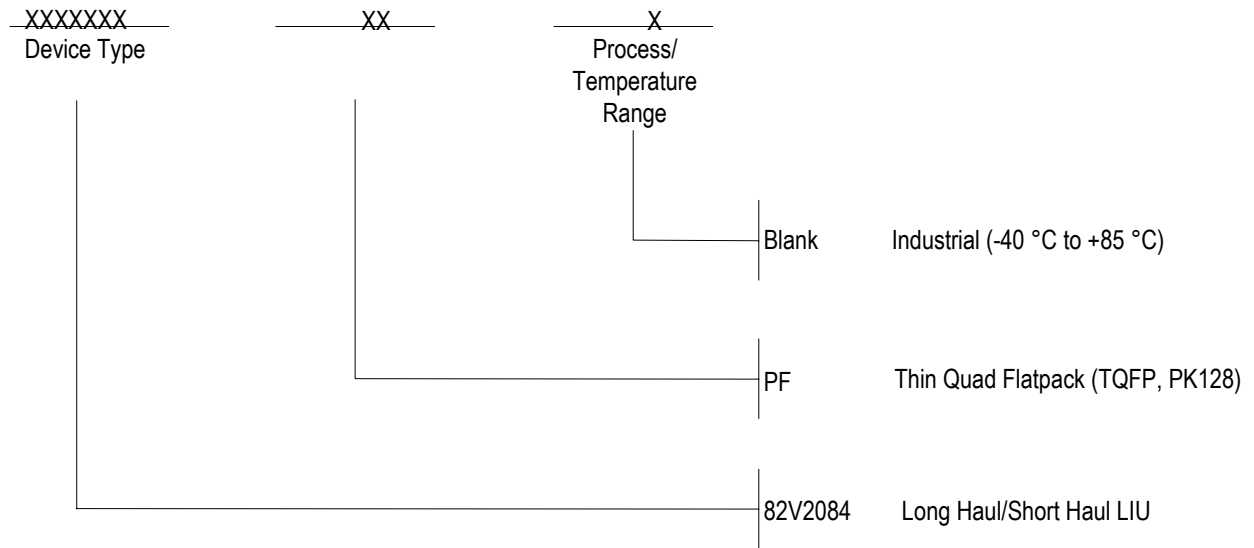 XXXXXXX XX X
Device Type
Process/
Temperature
Range
Blank Industrial (-40 °C to +85 °C)
PF Thin Quad Flatpack (TQFP, PK128)
82V2084 Long Haul/Short Haul LIU